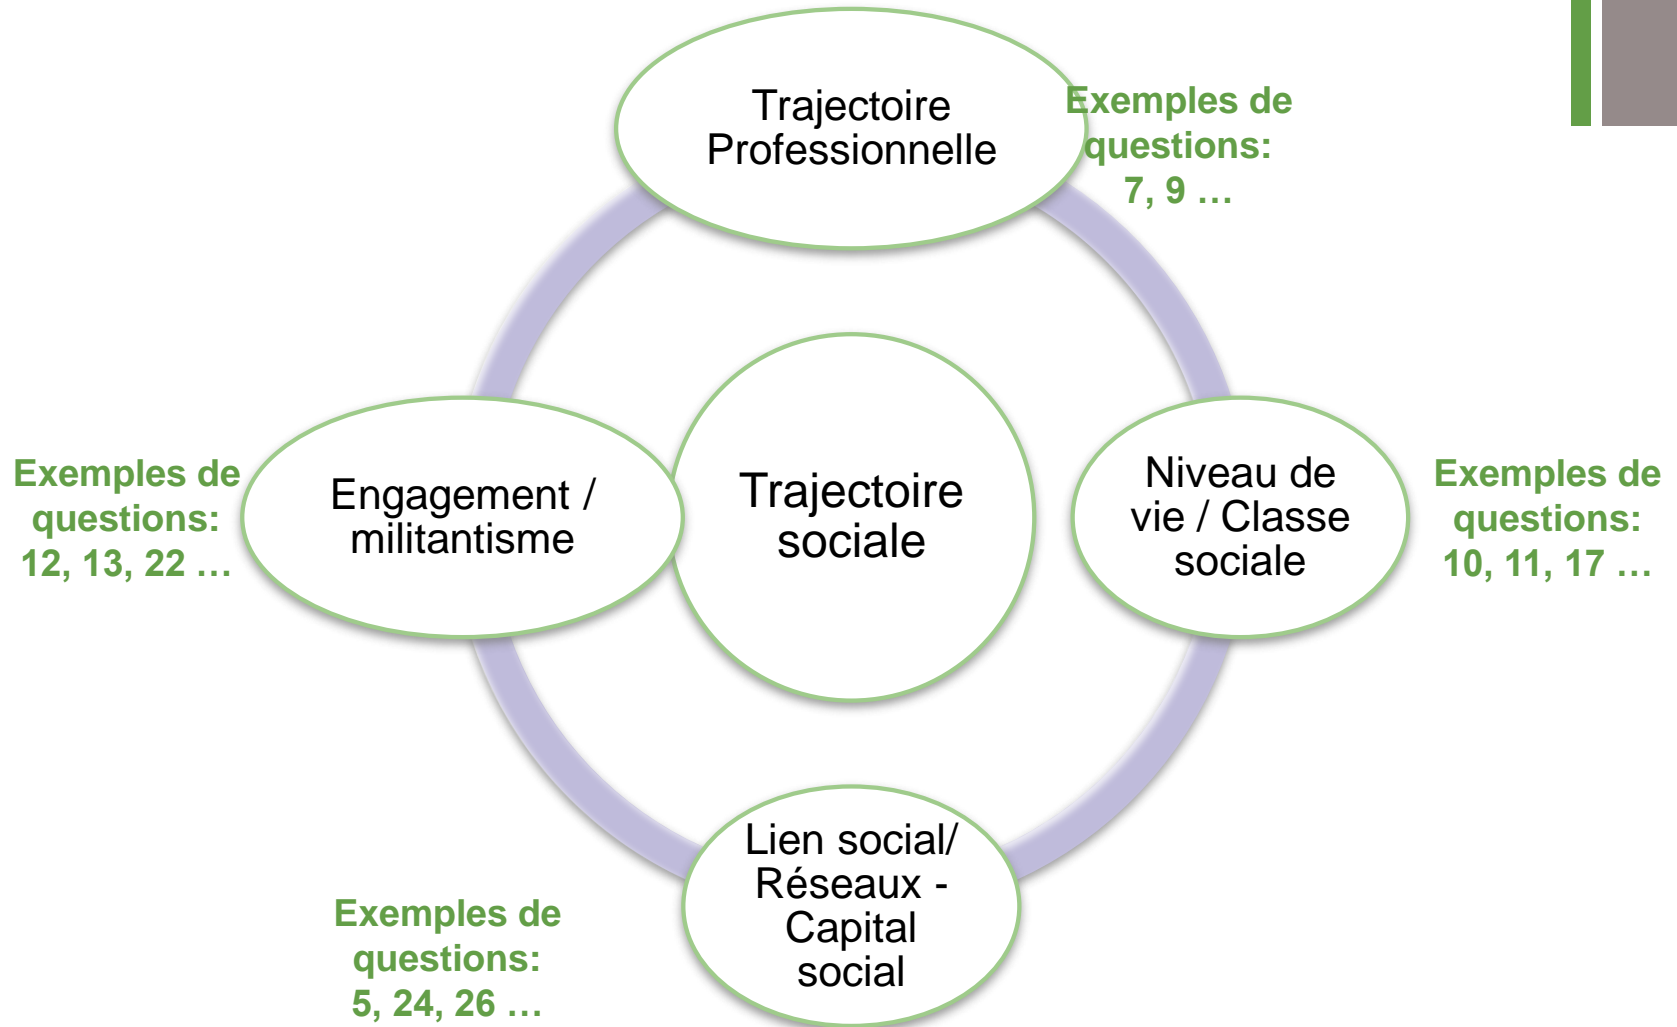 Trajectoire
Professionnelle
Exemples de
questions:
7, 9 …
Exemples de
questions:
12, 13, 22 …
Engagement /
militantisme
Trajectoire
sociale
Niveau de
vie / Classe
sociale
Exemples de
questions:
10, 11, 17 …
Lien social/
Réseaux -
Capital
social
Exemples de
questions:
5, 24, 26 …